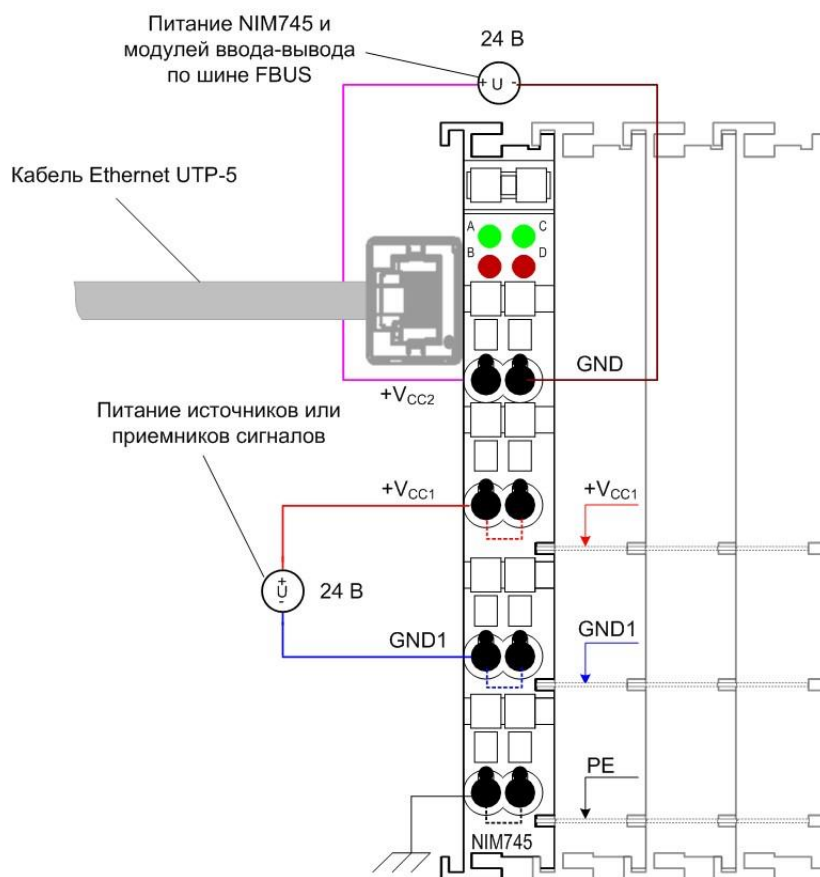 Питание NIM745 и
модулей ввода-вывода
по шине FBUS
24 В
+ U -
Кабель Ethernet UTP-5
A
C
B
D
GND
+VCC2
Питание источников или
приемников сигналов
+VCC1
+VCC1
+
U
-
24 В
GND1
GND1
PE
NIM745